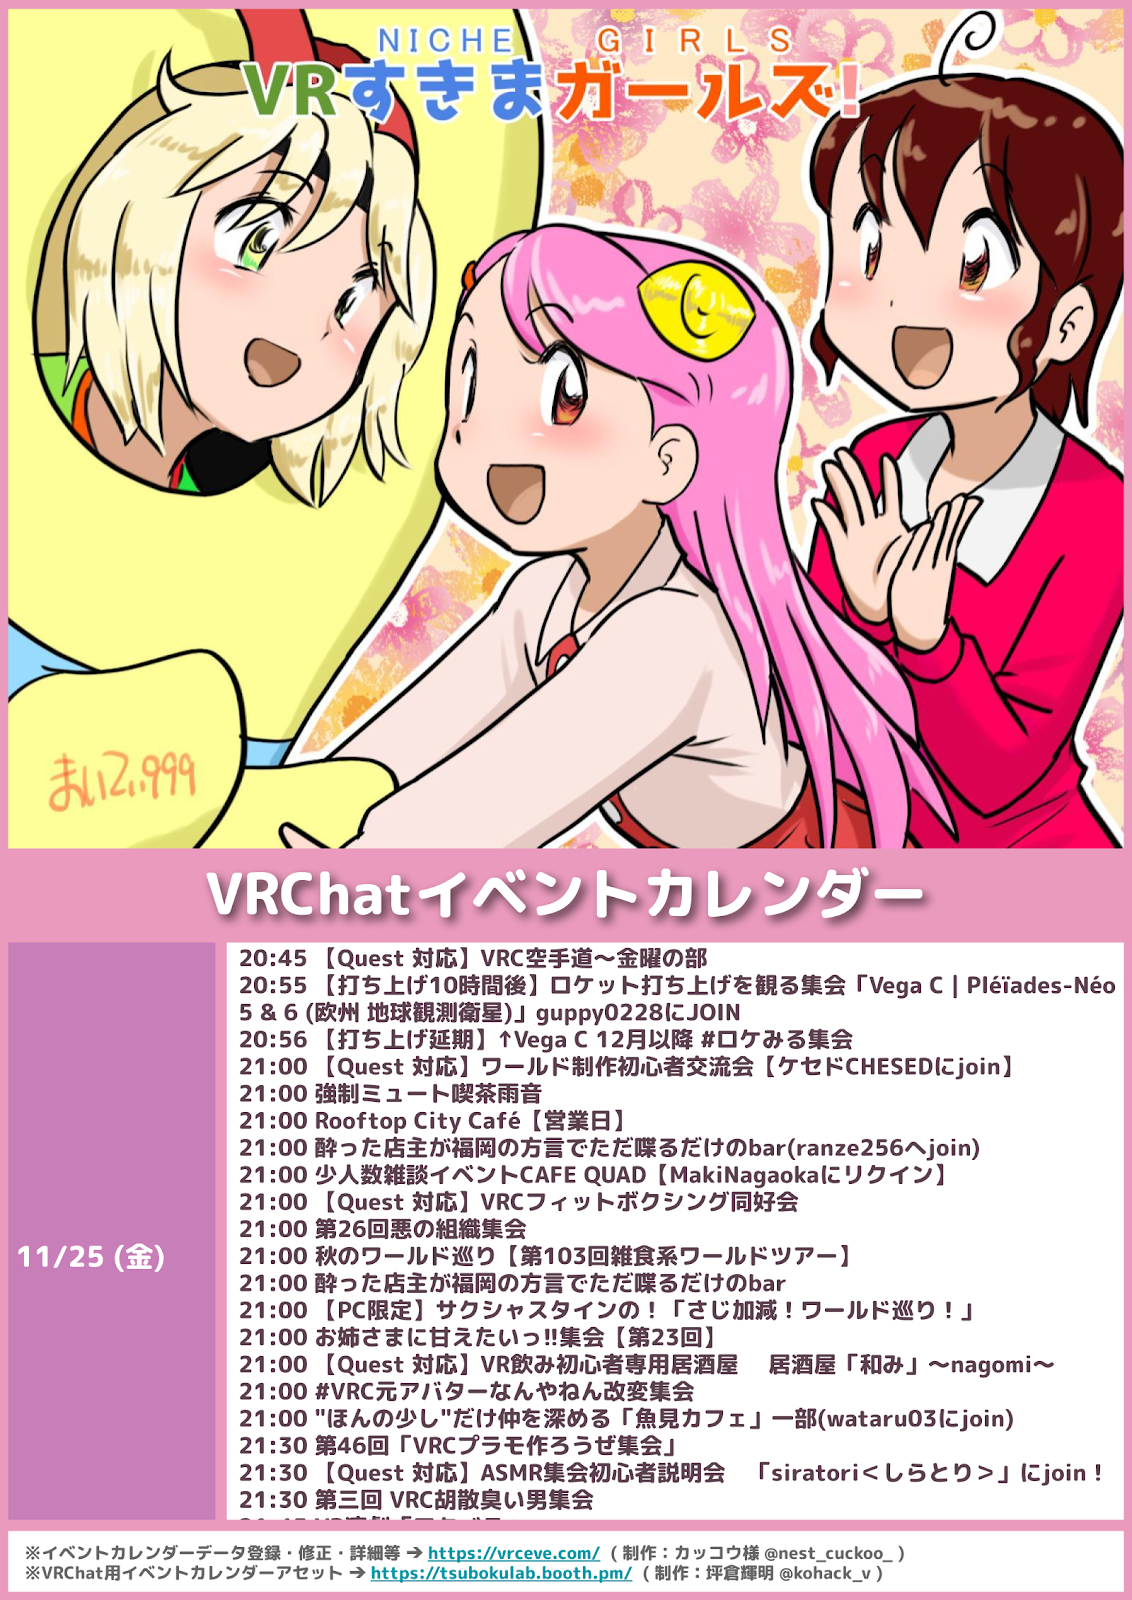 NICHE GIRLS
VRすきまガールズ!
まいてぃ999
VRChatイベントカレンダー
11/25 (金)
20:45 【Quest 対応】VRC空手道～金曜の部
20:55 【打ち上げ10時間後】ロケット打ち上げを観る集会「Vega C | Pléïades-Néo
5 & 6 (欧州 地球観測衛星)」guppy0228にJOIN
20:56 【打ち上げ延期】↑Vega C 12月以降 #ロケみる集会
21:00 【Quest 対応】ワールド制作初心者交流会【ケセドCHESEDにjoin】
21:00 強制ミュート喫茶雨音
21:00 Rooftop City Café【営業日】
21:00 酔った店主が福岡の方言でただ喋るだけのbar(ranze256へjoin)
21:00 少人数雑談イベントCAFE QUAD【MakiNagaokaにリクイン】
21:00 【Quest 対応】VRCフィットボクシング同好会
21:00 第26回悪の組織集会
21:00 秋のワールド巡り【第103回雑食系ワールドツアー】
21:00 酔った店主が福岡の方言でただ喋るだけのbar
21:00 【PC限定】サクシャスタインの！「さじ加減！ワールド巡り！」
21:00 お姉さまに甘えたいっ!!集会【第23回】
21:00 【Quest 対応】VR飲み初心者専用居酒屋　居酒屋「和み」～nagomi～
21:00 #VRC元アバターなんやねん改変集会
21:00 "ほんの少し"だけ仲を深める「魚見カフェ」一部(wataru03にjoin)
21:30 第46回「VRCプラモ作ろうぜ集会」
21:30 【Quest 対応】ASMR集会初心者説明会　「siratori＜しらとり＞」にjoin！
21:30 第三回 VRC胡散臭い男集会
※イベントカレンダーデータ登録・修正・詳細等 ➔ https://vrceve.com/ （制作：カッコウ様 @nest_cuckoo_ ）
※VRChat用イベントカレンダーアセット ➔ https://tsubokulab.booth.pm/ （制作：坪倉輝明 @kohack_v ）